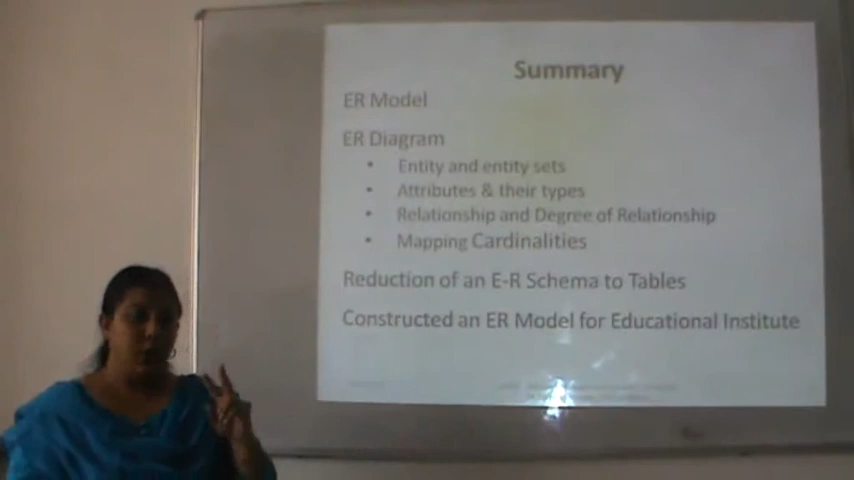 Summary
ER Model
ER Diagram
• Entity and entity sets
• Attributes & their types
• Relationship and Degree of Relationship
• Mapping Cardinalities
Reduction of an E-R Schema to Tables
Constructed an ER Model for Educational Institute